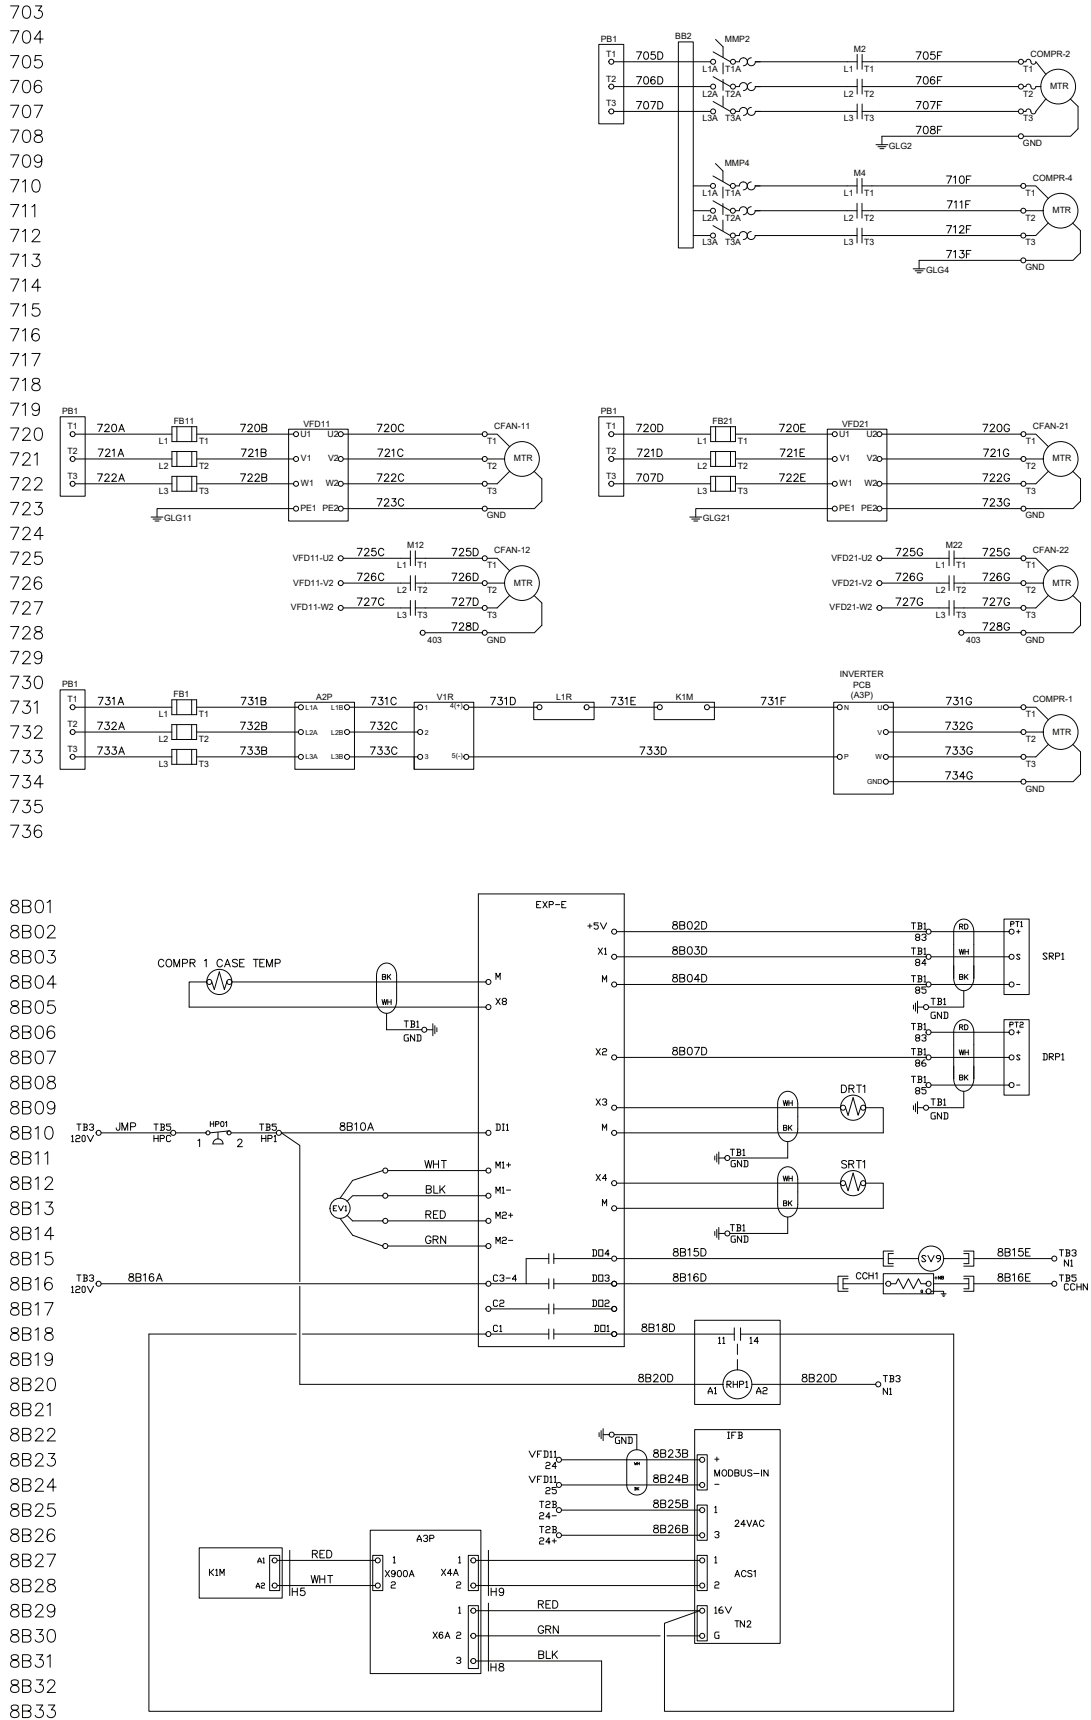 703
704
PB1 BB2 MMP2
705 T1 705D L1A T1A M2 L1 T1 705F T1 COMPR-2
706 T2 706D L2A T2A L2 T2 706F T2 MTR
707 T3 707D L3A T3A L3 T3 707F T3
708 GLG2 708F GND
709 MMP4
710 L1A T1A M4 L1 T1 710F T1 COMPR-4
711 L2A T2A L2 T2 711F T2 MTR
712 L3A T3A L3 T3 712F T3
713 GLG4 713F GND
714
715
716
717
718
719
PB1 FB11 VFD11 CFAN-11 PB1 FB21 VFD21 CFAN-21
720 T1 720A L1 T1 720B U1 U2 720C T1 T1 720D L1 T1 720E U1 U2 720G T1
721 T2 721A L2 T2 721B V1 V2 721C T2 MTR T2 721D L2 T2 721E V1 V2 721G T2 MTR
722 T3 722A L3 T3 722B W1 W2 722C T3 T3 707D L3 T3 722E W1 W2 722G T3
723 GLG11 PE1 PE2 723C GND GLG21 PE1 PE2 723G GND
724
725 VFD11-U2 725C M12 L1 T1 725D T1 CFAN-12 VFD21-U2 725G M22 L1 T1 725G T1 CFAN-22
726 VFD11-V2 726C L2 T2 726D T2 MTR VFD21-V2 726G L2 T2 726G T2 MTR
727 VFD11-W2 727C L3 T3 727D T3 VFD21-W2 727G L3 T3 727G T3
728 403 728D GND 403 728G GND
729
730
PB1 FB1 A2P V1R L1R K1M INVERTER PCB (A3P) COMPR-1
731 T1 731A L1 T1 731B L1A L1B 731C 1 4(+) 731D 731E 731F N U 731G T1
732 T2 732A L2 T2 732B L2A L2B 732C 2 V 732G T2 MTR
733 T3 733A L3 T3 733B L3A L3B 733C 3 5(-) 733D P W 733G T3
734 GND 734G GND
735
736
8B01 EXP-E
8B02 +5V 8B02D TB1 83 RD PT1 +
8B03 COMPR 1 CASE TEMP X1 8B03D TB1 84 WH S SRP1
8B04 BK M M 8B04D TB1 85 BK -
8B05 WH X8 TB1 GND
8B06 TB1 GND TB1 83 RD PT2 +
8B07 X2 8B07D TB1 86 WH S DRP1
8B08 TB1 85 BK -
8B09 X3 WH DRT1 TB1 GND
8B10 TB3 120V JMP TB5 HPC 1 HP01 2 TB5 HP1 8B10A DI1 M BK
8B11 WHT M1+ TB1 GND
8B12 BLK M1- X4 WH SRT1
8B13 EV1 RED M2+ M BK
8B14 GRN M2- TB1 GND
8B15 DO4 8B15D SV9 8B15E TB3 N1
8B16 TB3 120V 8B16A C3-4 DO3 8B16D CCH1 8B16E TB5 CCHN
8B17 C2 DO2
8B18 C1 DO1 8B18D 11 14
8B19
8B20 8B20D A1 RHP1 A2 8B20D TB3 N1
8B21
8B22 GND IFB
8B23 VFD11 24 WH 8B23B + MODBUS-IN
8B24 VFD11 25 BK 8B24B -
8B25 T2B 24- 8B25B 1 24VAC
8B26 T2B 24+ 8B26B 3
A3P
8B27 K1M A1 RED 1 X900A X4A 1 1 ACS1
8B28 A2 H5 WHT 2 2 H9 2
8B29 1 RED 16V TN2
8B30 X6A 2 GRN G
8B31 3 H8 BLK
8B32
8B33